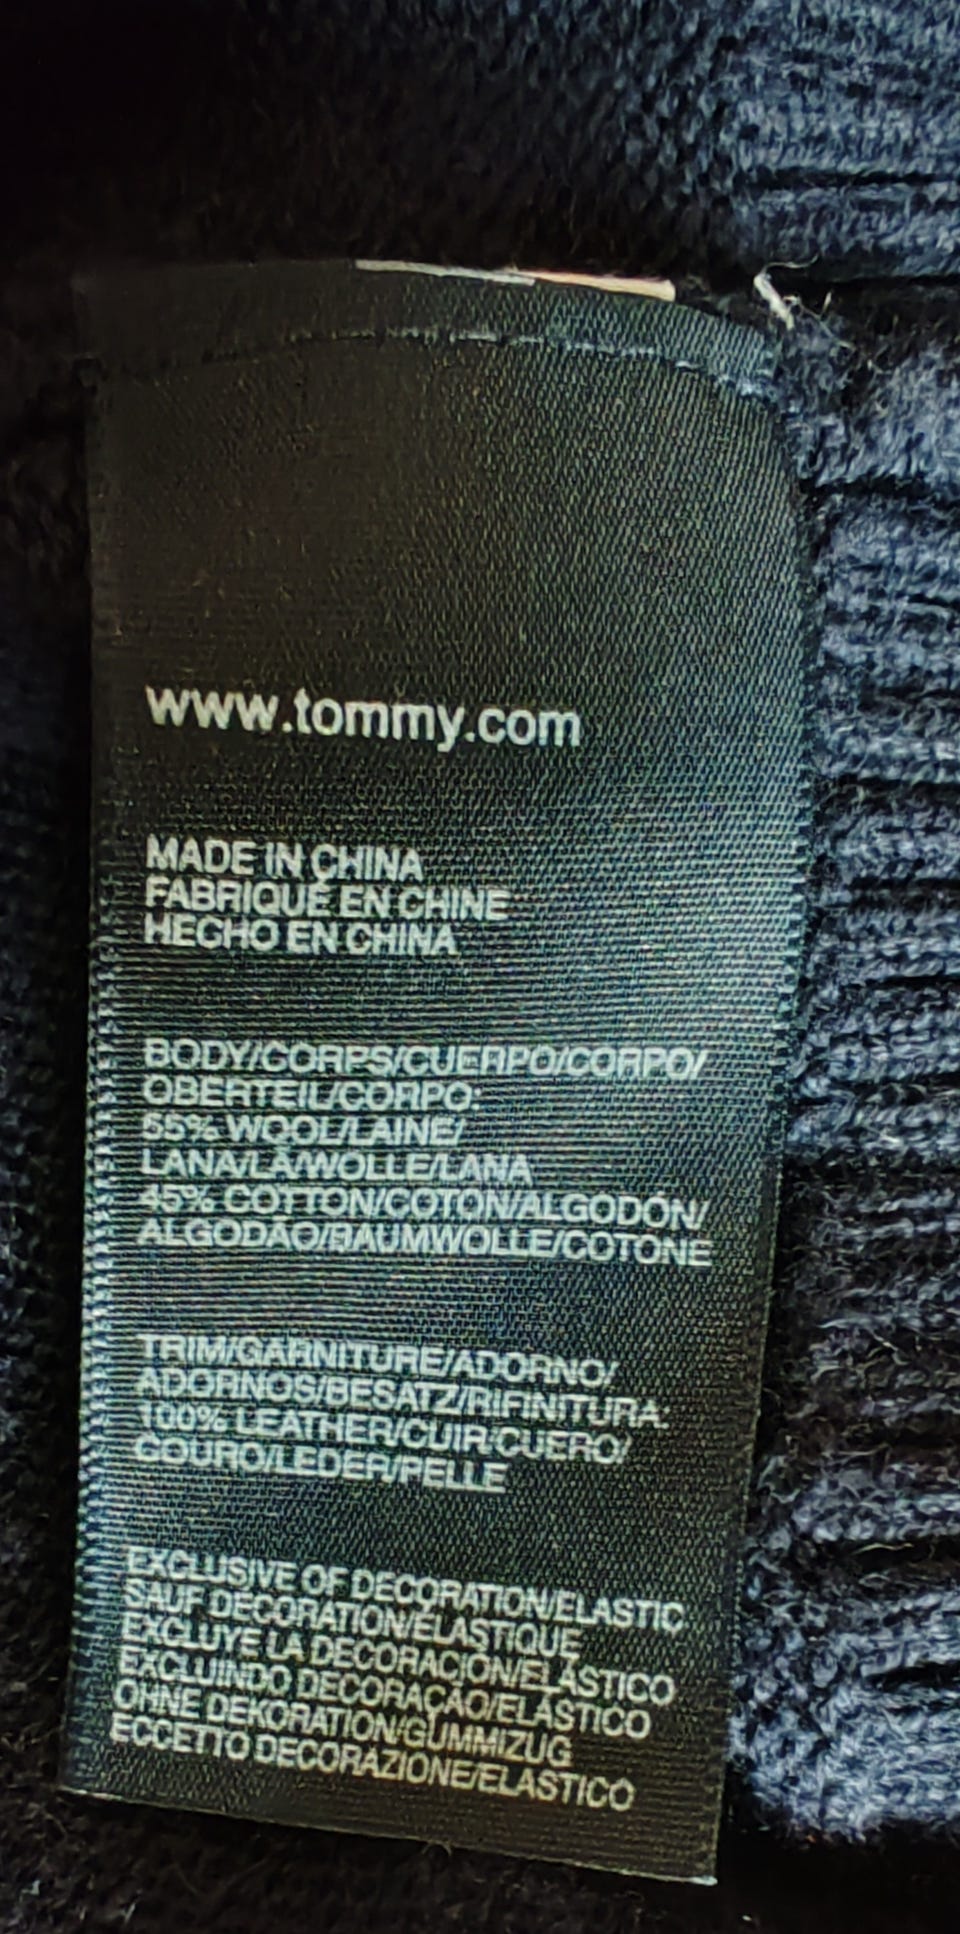 www.tommy.com
MADE IN CHINA
FABRIQUÉ EN CHINE
HECHO EN CHINA
BODY/CORPS/CUERPO/CORPO/
OBERTEIL/CORPO:
55% WOOL/LAINE/
LANA/LÃ/WOLLE/LANA
45% COTTON/COTON/ALGODÓN/
ALGODÃO/BAUMWOLLE/COTONE
TRIM/GARNITURE/ADORNO/
ADORNOS/BESATZ/RIFINITURA:
100% LEATHER/CUIR/CUERO/
COURO/LEDER/PELLE
EXCLUSIVE OF DECORATION/ELASTIC
SAUF DÉCORATION/ÉLASTIQUE
EXCLUYE LA DECORACIÓN/ELÁSTICO
EXCLUINDO DECORAÇÃO/ELÁSTICO
OHNE DEKORATION/GUMMIZUG
ECCETTO DECORAZIONE/ELASTICO